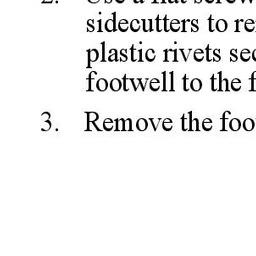 2. Use a flat screw
sidecutters to re
plastic rivets sec
footwell to the f
3. Remove the foo